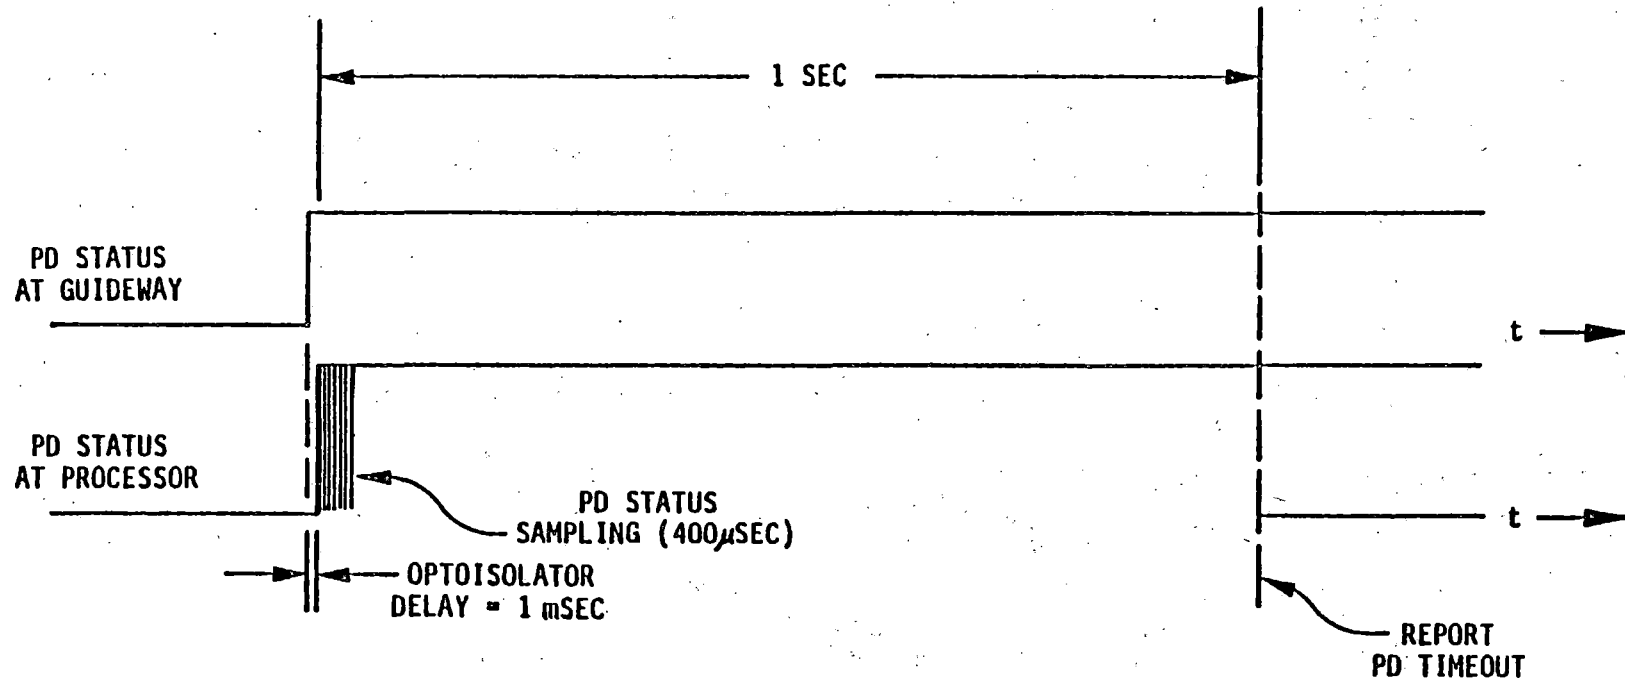 1 SEC
PD STATUS
AT GUIDEWAY
t
PD STATUS
AT PROCESSOR
PD STATUS
SAMPLING (400μSEC)
t
OPTOISOLATOR
DELAY = 1 mSEC
REPORT
PD TIMEOUT